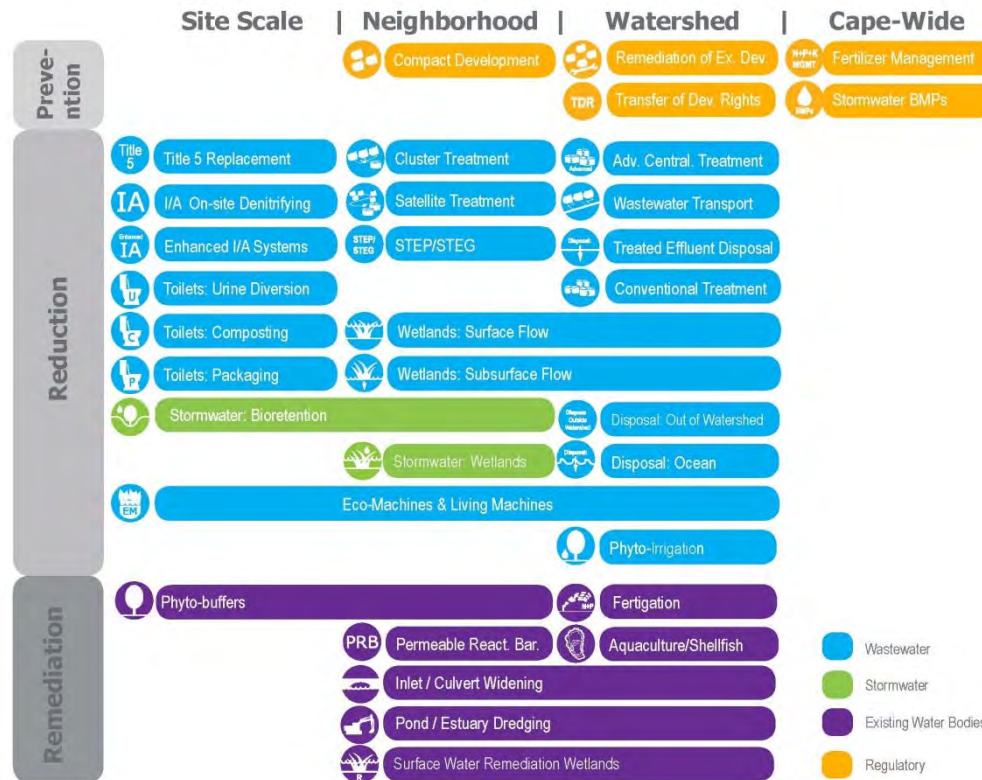 Site Scale | Neighborhood | Watershed | Cape-Wide
Preve-
ntion
Compact Development
Remediation of Ex. Dev.
N+P+K
MGMT
Fertilizer Management
TDR
Transfer of Dev. Rights
BMPs
Stormwater BMPs
Reduction
Title
5
Title 5 Replacement
Cluster Treatment
Advanced
Adv. Central. Treatment
IA
I/A On-site Denitrifying
Satellite Treatment
Wastewater Transport
Enhanced
IA
Enhanced I/A Systems
STEP/
STEG
STEP/STEG
Disposal
Treated Effluent Disposal
U
Toilets: Urine Diversion
Conventional Treatment
C
Toilets: Composting
Wetlands: Surface Flow
P
Toilets: Packaging
Wetlands: Subsurface Flow
Stormwater: Bioretention
Dispose
Outside
Watershed
Disposal: Out of Watershed
Stormwater: Wetlands
Disposal
Disposal: Ocean
EM
Eco-Machines & Living Machines
Phyto-Irrigation
Remediation
Phyto-buffers
N+P
Fertigation
PRB
Permeable React. Bar.
Aquaculture/Shellfish
Inlet / Culvert Widening
Pond / Estuary Dredging
R
Surface Water Remediation Wetlands
Wastewater
Stormwater
Existing Water Bodies
Regulatory